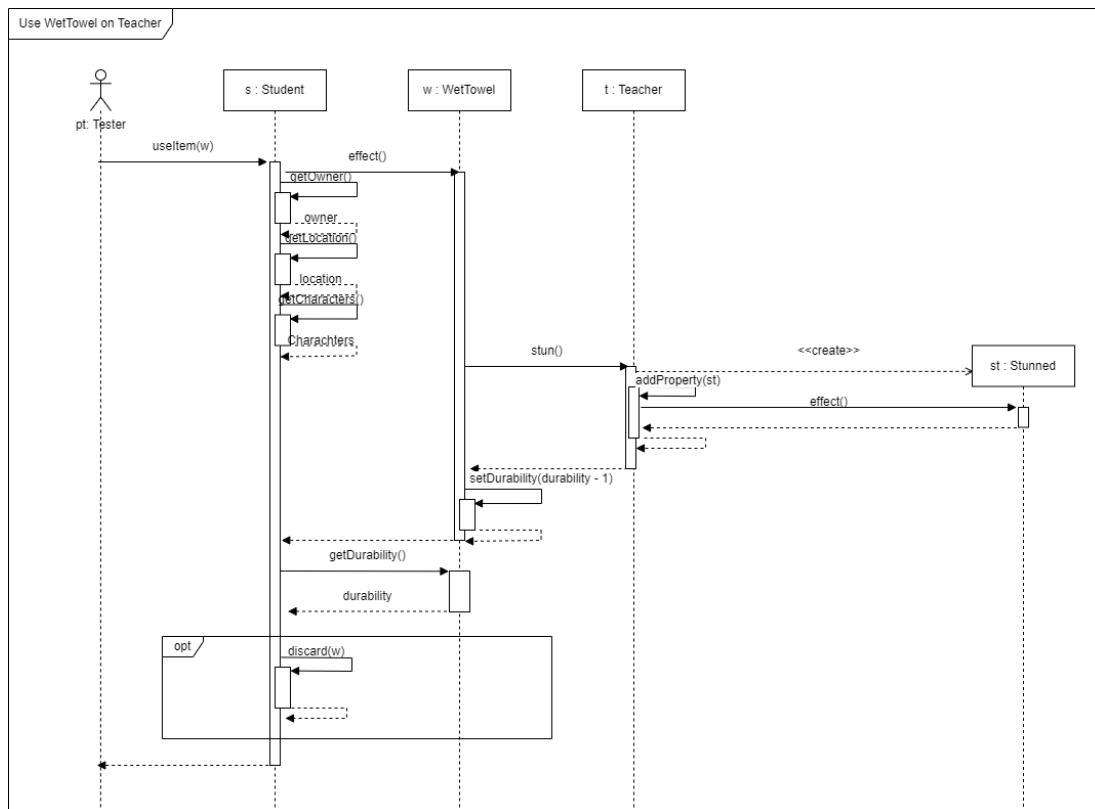 Use WetTowel on Teacher
s : Student
w : WetTowel
t : Teacher
pt: Tester
useItem(w)
effect()
getOwner()
owner
getLocation()
location
getCharacters()
Charachters
stun()
<<create>>
st : Stunned
addProperty(st)
effect()
setDurability(durability - 1)
getDurability()
durability
opt
discard(w)